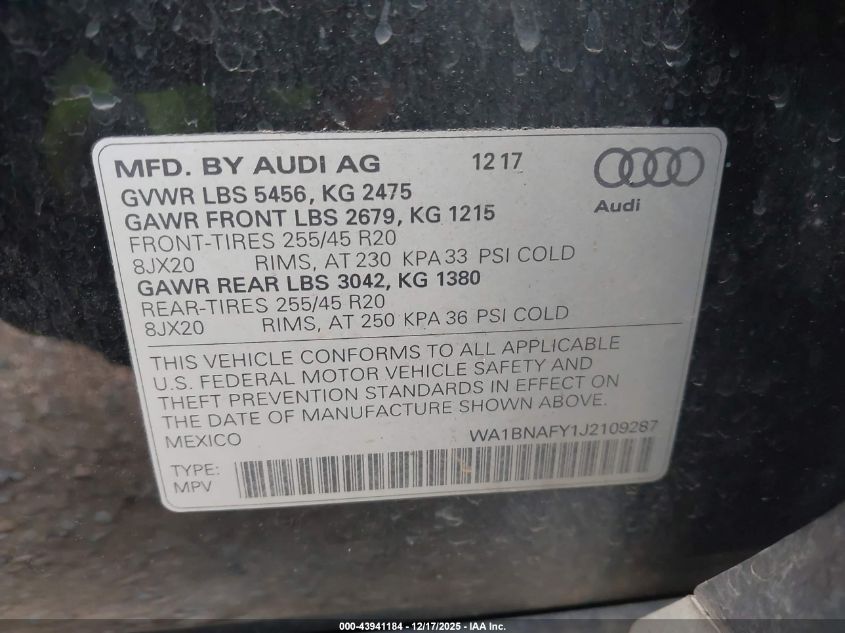 MFD. BY AUDI AG 12 17
GVWR LBS 5456, KG 2475
GAWR FRONT LBS 2679, KG 1215
Audi
FRONT-TIRES 255/45 R20
8JX20 RIMS, AT 230 KPA 33 PSI COLD
GAWR REAR LBS 3042, KG 1380
REAR-TIRES 255/45 R20
8JX20 RIMS, AT 250 KPA 36 PSI COLD
THIS VEHICLE CONFORMS TO ALL APPLICABLE
U.S. FEDERAL MOTOR VEHICLE SAFETY AND
THEFT PREVENTION STANDARDS IN EFFECT ON
THE DATE OF MANUFACTURE SHOWN ABOVE.
MEXICO WA1BNAFY1J2109287
TYPE:
MPV
000-43941184 - 12/17/2025 - IAA Inc.